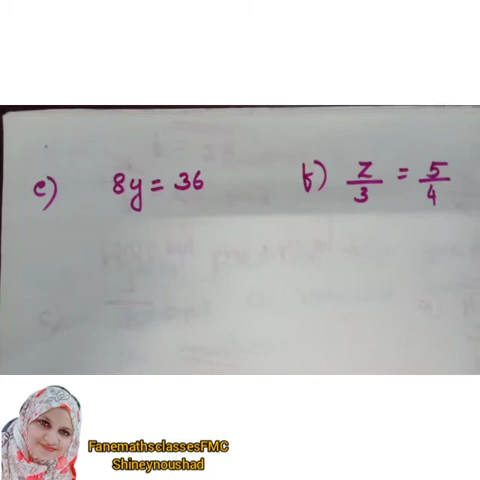 e) 8y = 36
f) z/3 = 5/4
FanemathsclassesFMC
Shineynoushad